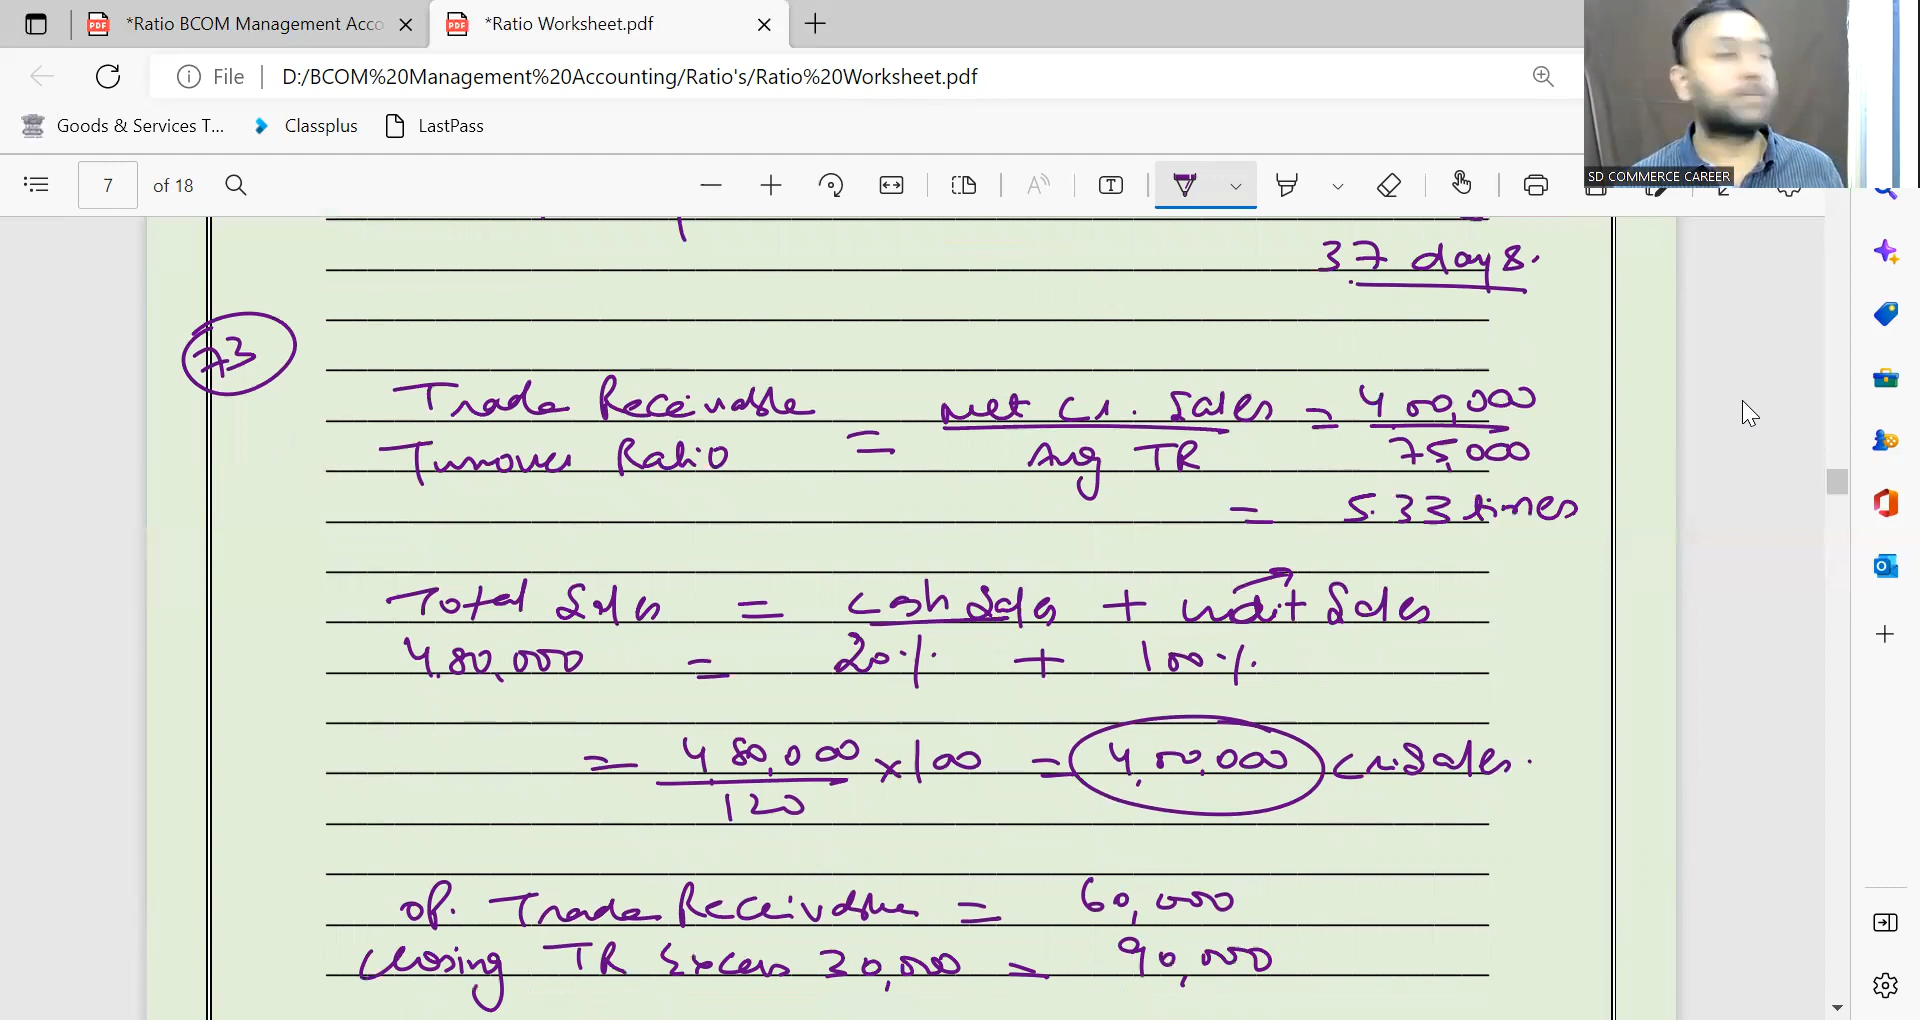 *Ratio BCOM Management Acco
*Ratio Worksheet.pdf
File
D:/BCOM%20Management%20Accounting/Ratio's/Ratio%20Worksheet.pdf
Goods & Services T...
Classplus
LastPass
7 of 18
SD COMMERCE CAREER
37 days.
73
Trade Receivable Turnover Ratio = Net Cr. Sales / Avg TR = 4,00,000 / 75,000
= 5.33 times
Total Sales = Cash Sales + Credit Sales
4,80,000 = 20% + 100%
= 480,000 / 120 × 100 = 4,00,000 Cr. Sales.
op. Trade Receivable = 60,000
Closing TR Excess 30,000 = 90,000